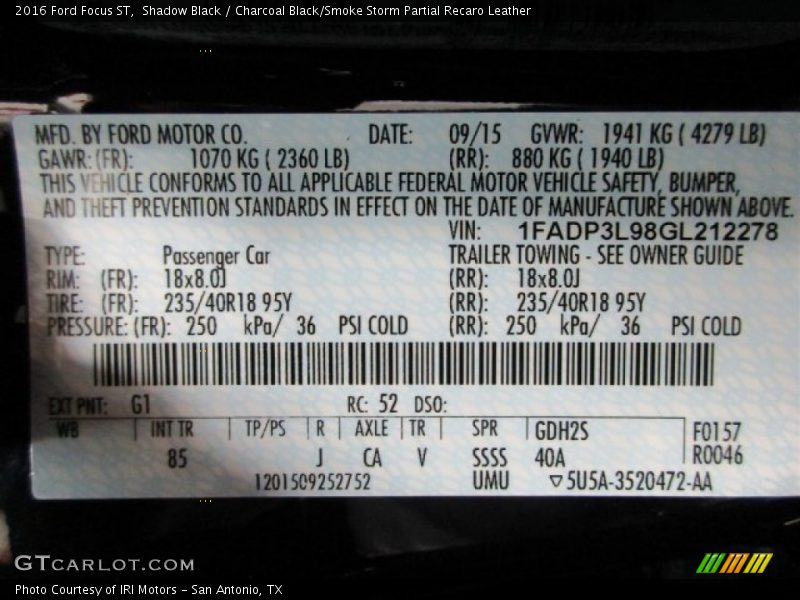 2016 Ford Focus ST,  Shadow Black / Charcoal Black/Smoke Storm Partial Recaro Leather
MFD. BY FORD MOTOR CO. DATE: 09/15 GVWR: 1941 KG ( 4279 LB)
GAWR: (FR): 1070 KG ( 2360 LB) (RR): 880 KG ( 1940 LB)
THIS VEHICLE CONFORMS TO ALL APPLICABLE FEDERAL MOTOR VEHICLE SAFETY, BUMPER,
AND THEFT PREVENTION STANDARDS IN EFFECT ON THE DATE OF MANUFACTURE SHOWN ABOVE.
VIN: 1FADP3L98GL212278
TYPE: Passenger Car TRAILER TOWING - SEE OWNER GUIDE
RIM: (FR): 18x8.0J (RR): 18x8.0J
TIRE: (FR): 235/40R18 95Y (RR): 235/40R18 95Y
PRESSURE: (FR): 250 kPa/ 36 PSI COLD (RR): 250 kPa/ 36 PSI COLD
EXT PNT: G1 RC: 52 DSO:
WB INT TR TP/PS R AXLE TR SPR GDH2S F0157
85 J CA V SSSS 40A R0046
1201509252752 UMU ▽5U5A-3520472-AA
GTCARLOT.COM
Photo Courtesy of IRI Motors - San Antonio, TX